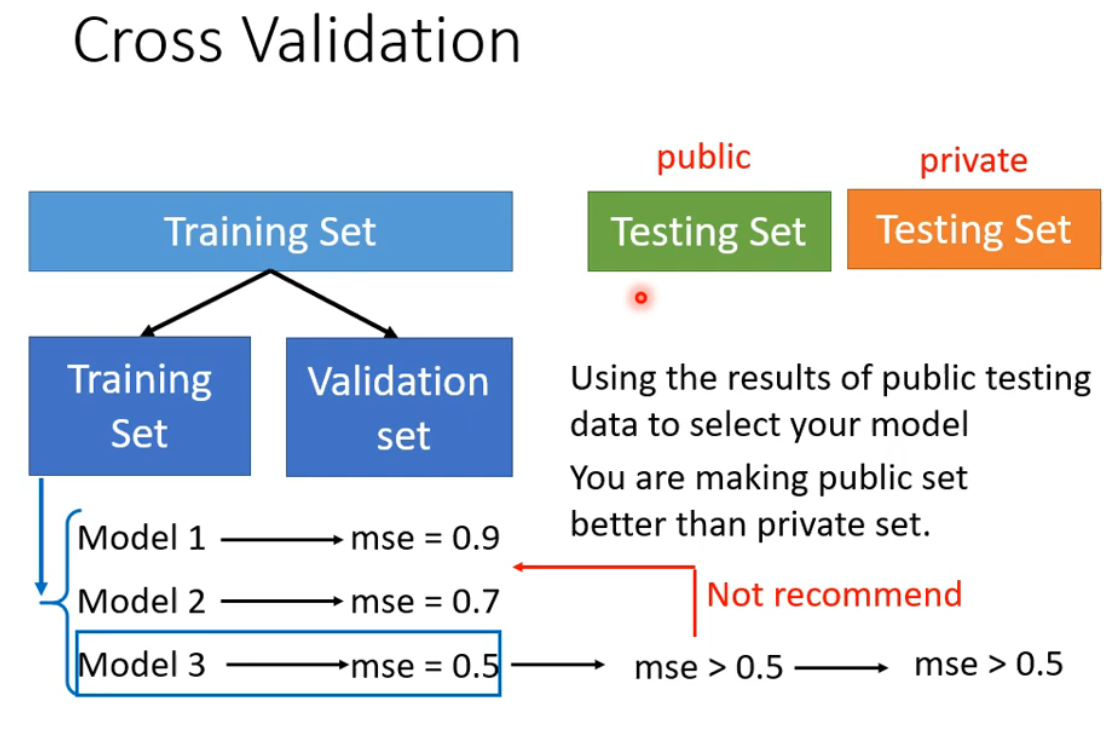 Cross Validation
public
private
Training Set
Testing Set
Testing Set
Training
Set
Validation
set
Using the results of public testing
data to select your model
You are making public set
better than private set.
Model 1
mse = 0.9
Model 2
mse = 0.7
Not recommend
Model 3
mse = 0.5
mse > 0.5
mse > 0.5